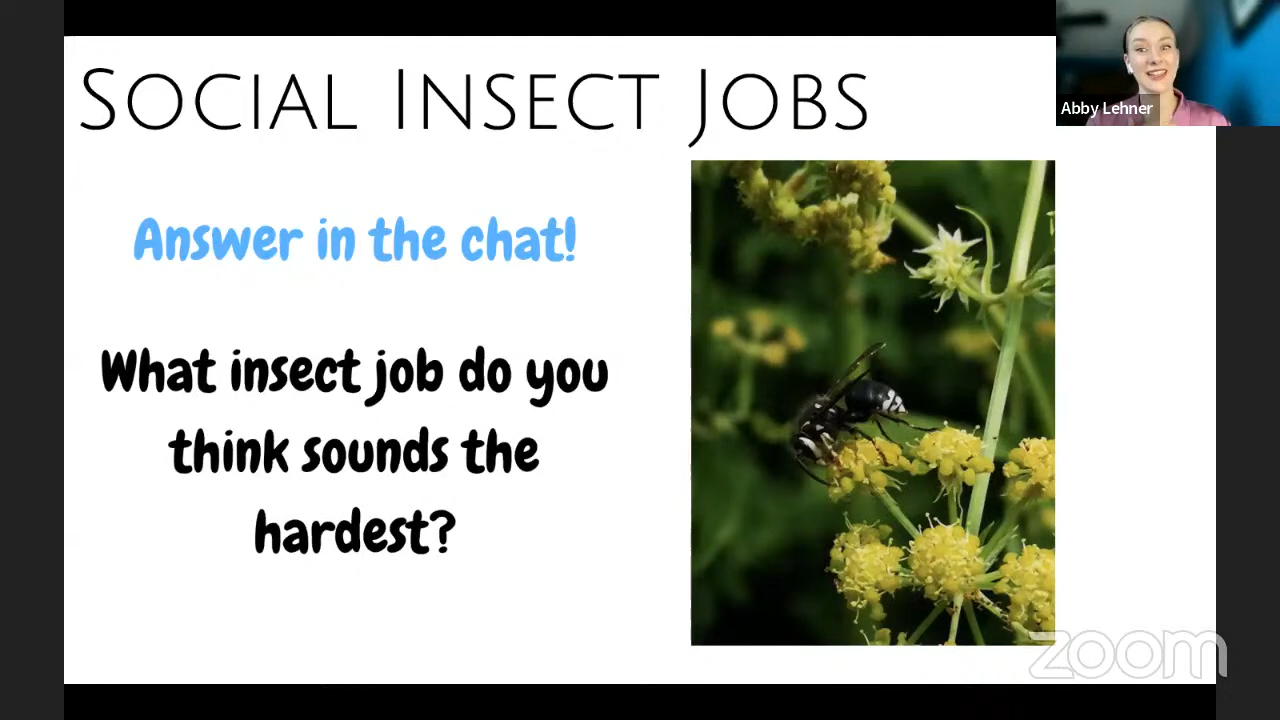 SOCIAL INSECT JOBS
Abby Lehner
Answer in the chat!
What insect job do you
think sounds the
hardest?
zoom